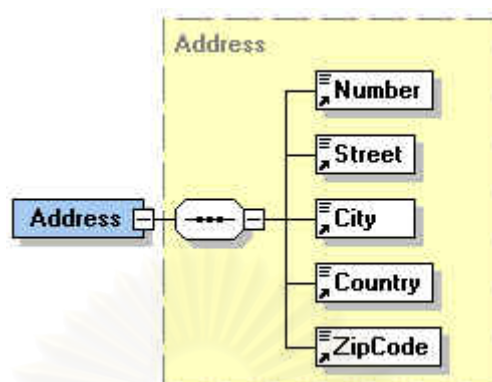 Address
Number
Street
Address
City
Country
ZipCode